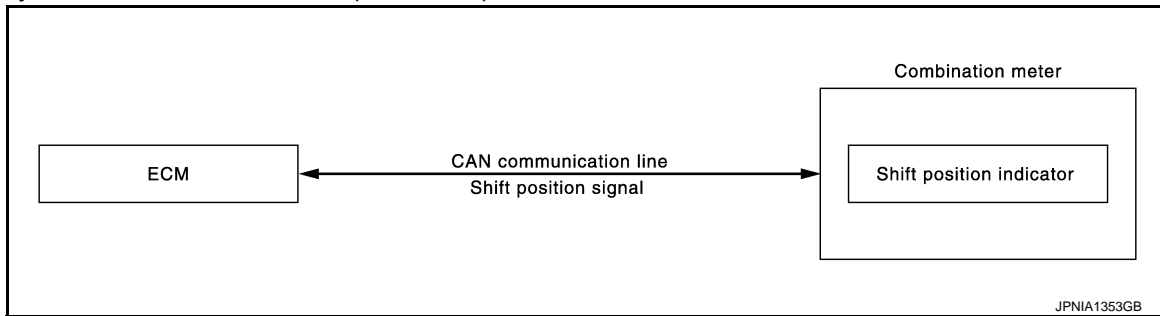 Combination meter
ECM
CAN communication line
Shift position signal
Shift position indicator
JPNIA1353GB